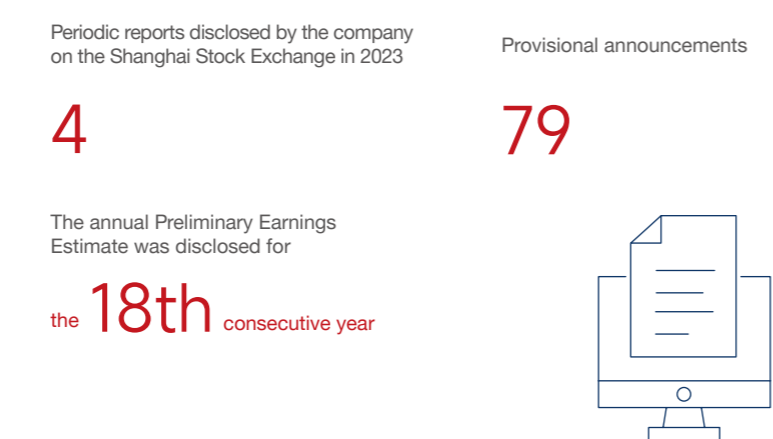 Periodic reports disclosed by the company
on the Shanghai Stock Exchange in 2023
4
Provisional announcements
79
The annual Preliminary Earnings
Estimate was disclosed for
the 18th consecutive year